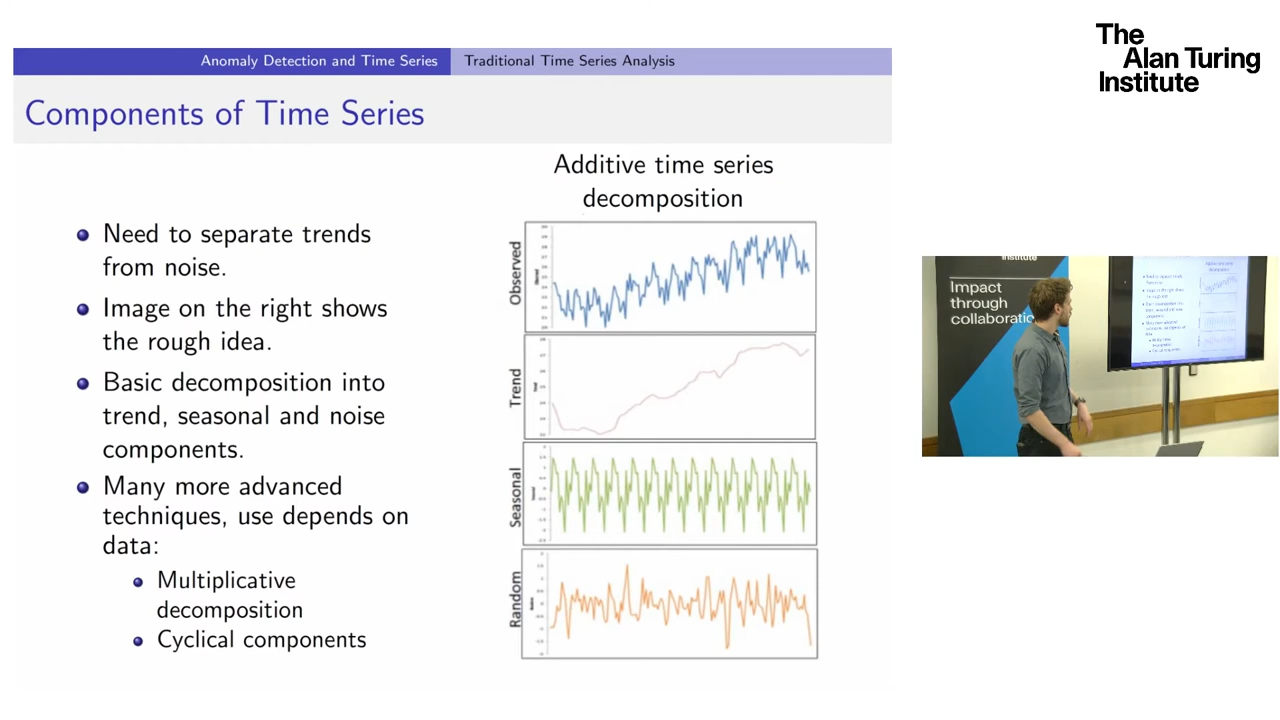 Anomaly Detection and Time Series
Traditional Time Series Analysis
Components of Time Series
Need to separate trends
from noise.
Image on the right shows
the rough idea.
Basic decomposition into
trend, seasonal and noise
components.
Many more advanced
techniques, use depends on
data:
Multiplicative
decomposition
Cyclical components
Additive time series
decomposition
Observed
Trend
Seasonal
Random
The
Alan Turing
Institute
Institute
Impact
through
collaboratio